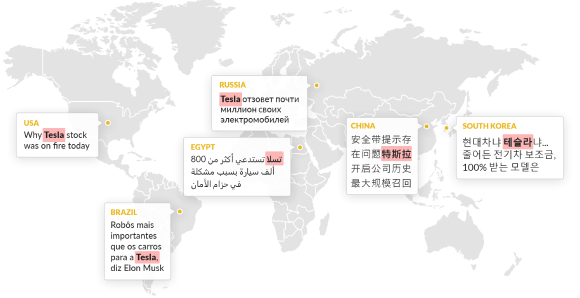 RUSSIA
Tesla отзовет почти
миллион своих
электромобилей
USA
Why Tesla stock
was on fire today
CHINA
安全带提示存
在问题特斯拉
开启公司历史
最大规模召回
SOUTH KOREA
현대차냐 테슬라냐...
줄어든 전기차 보조금,
100% 받는 모델은
EGYPT
تسلا تستدعي أكثر من 800
ألف سيارة بسبب مشكلة
في حزام الأمان
BRAZIL
Robôs mais
importantes
que os carros
para a Tesla,
diz Elon Musk